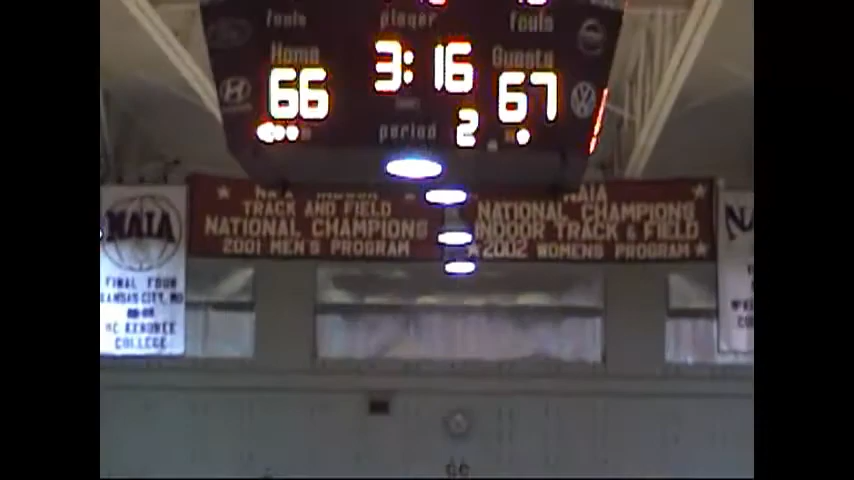 fouls player fouls
Home 3:16 Guests
66 67
period 2
NAIA
TRACK AND FIELD NATIONAL CHAMPIONS
NATIONAL CHAMPIONS INDOOR TRACK & FIELD
2001 MEN'S PROGRAM 2002 WOMENS PROGRAM
NAIA
FINAL FOUR
KANSAS CITY, MO
MC KENDREE
COLLEGE